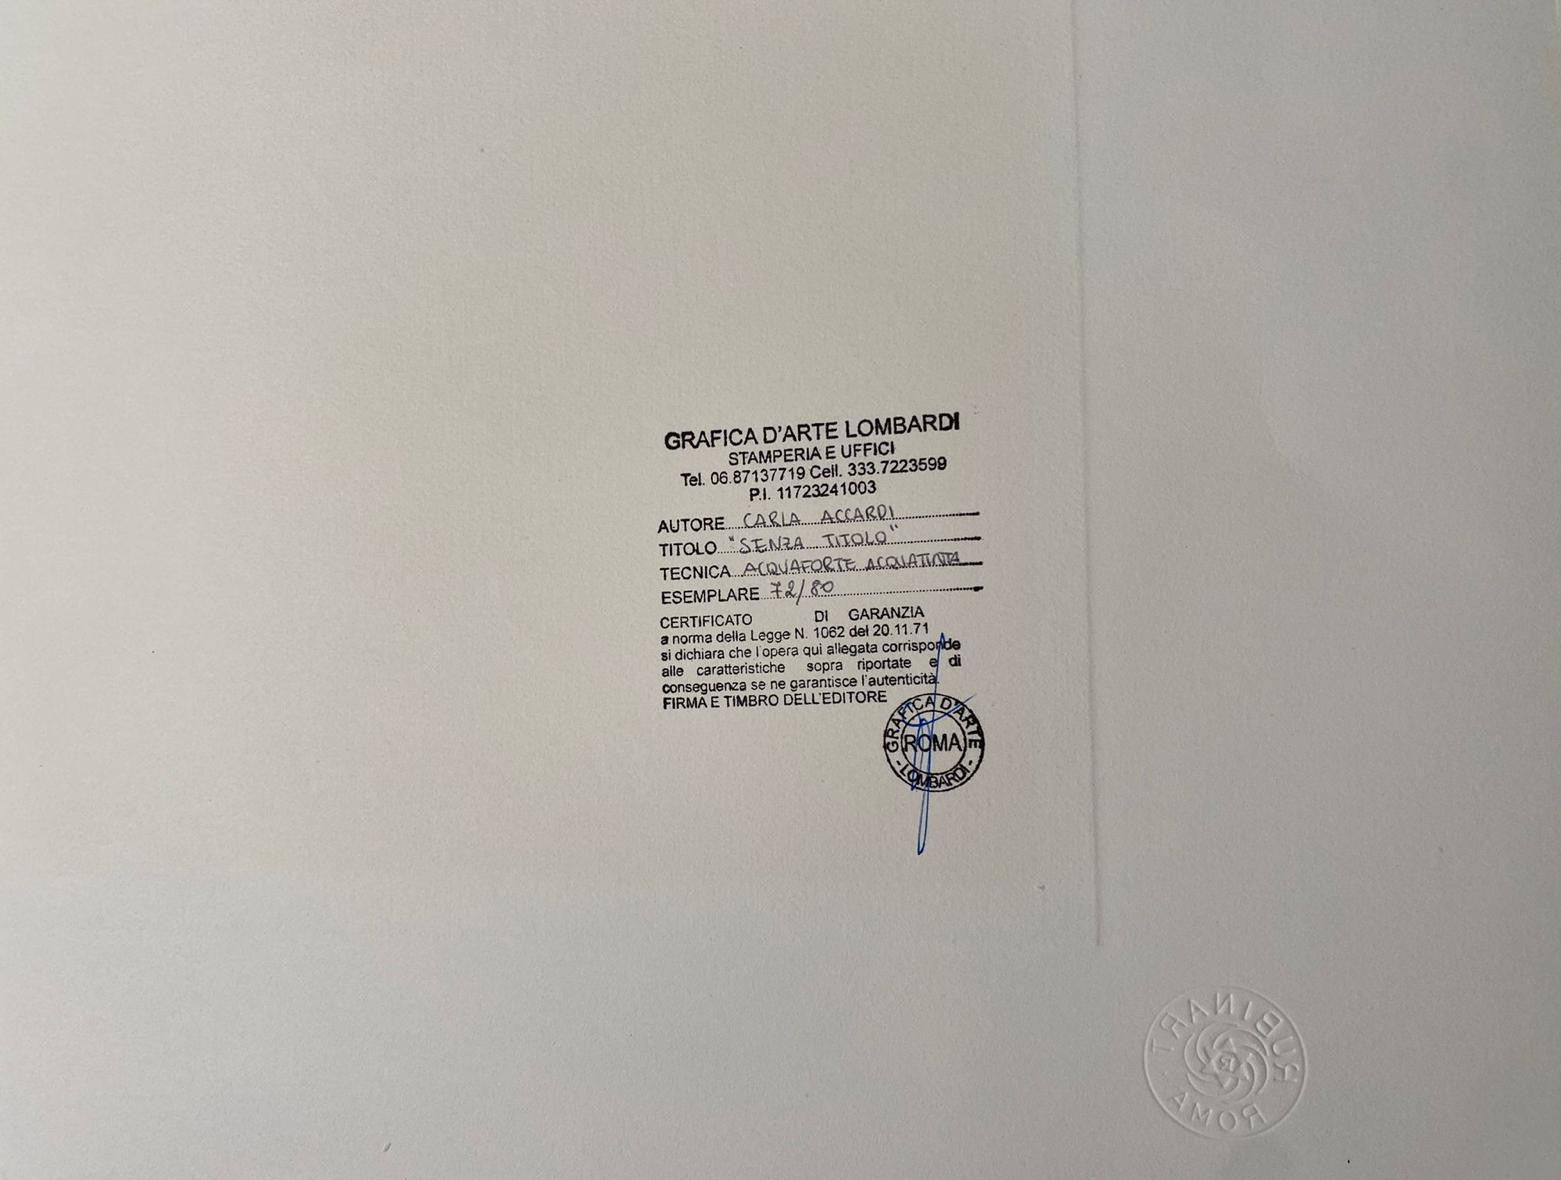 GRAFICA D'ARTE LOMBARDI
STAMPERIA E UFFICI
Tel. 06.87137719 Cell. 333.7223599
P.I. 11723241003
AUTORE CARLA ACCARDI
TITOLO "SENZA TITOLO"
TECNICA ACQUAFORTE ACQUATINTA
ESEMPLARE 72/80
CERTIFICATO DI GARANZIA
a norma della Legge N. 1062 del 20.11.71
si dichiara che l'opera qui allegata corrisponde
alle caratteristiche sopra riportate e di
conseguenza se ne garantisce l'autenticità.
FIRMA E TIMBRO DELL'EDITORE
GRAFICA D'ARTE
ROMA
- LOMBARDI -
RUBINART
ROMA